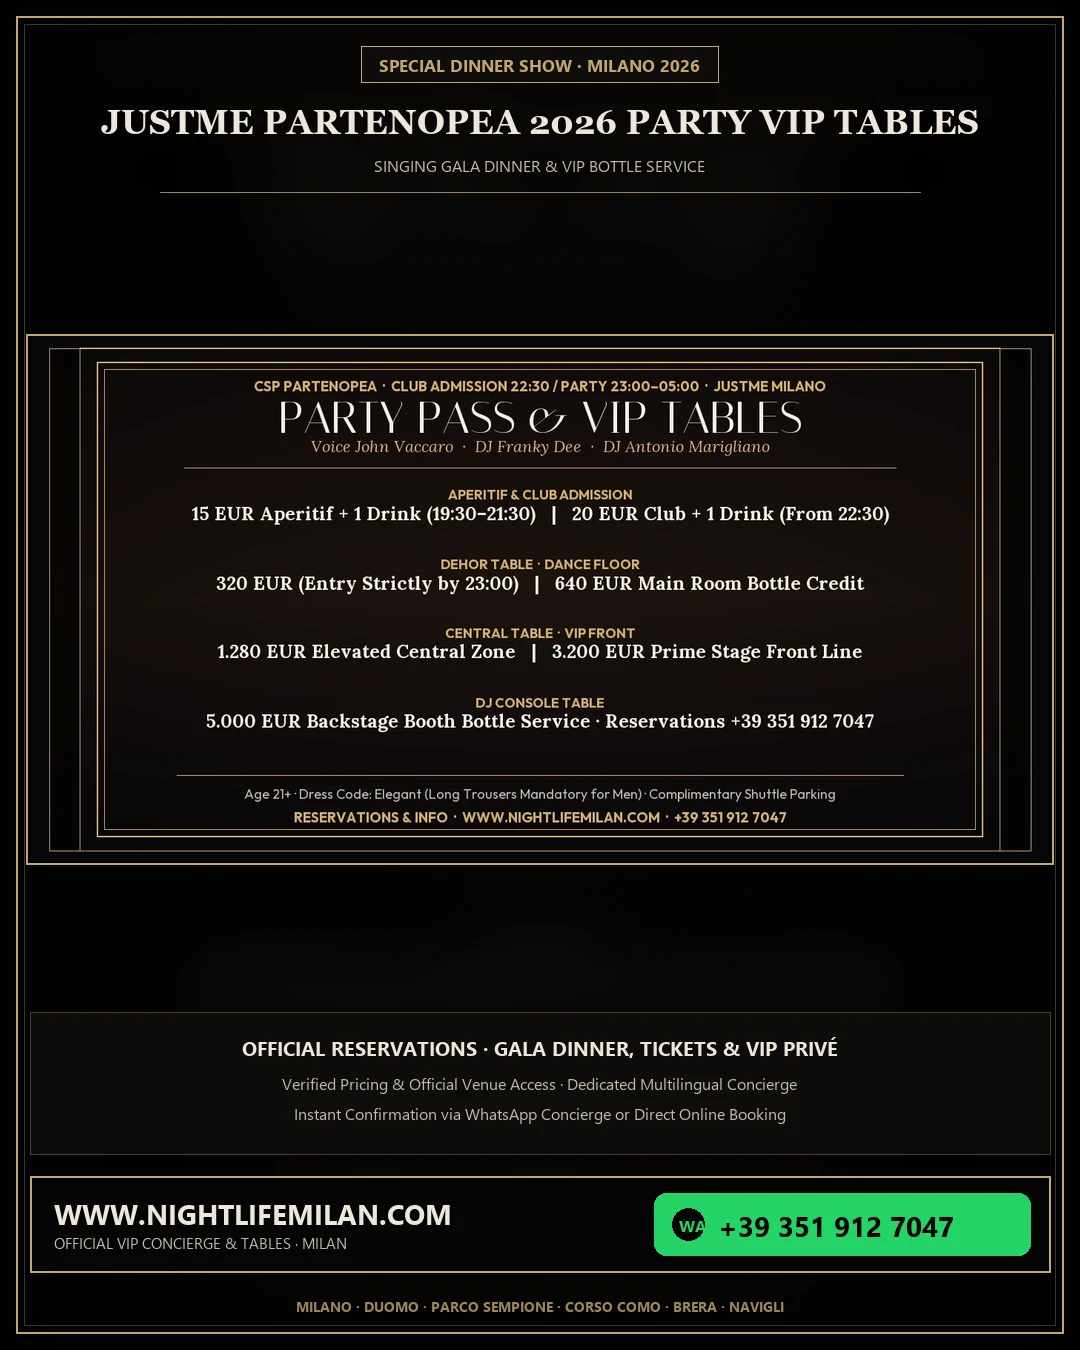 SPECIAL DINNER SHOW · MILANO 2026
JUSTME PARTENOPEA 2026 PARTY VIP TABLES
SINGING GALA DINNER & VIP BOTTLE SERVICE
CSP PARTENOPEA · CLUB ADMISSION 22:30 / PARTY 23:00–05:00 · JUSTME MILANO
PARTY PASS & VIP TABLES
Voice John Vaccaro · DJ Franky Dee · DJ Antonio Marigliano
APERITIF & CLUB ADMISSION
15 EUR Aperitif + 1 Drink (19:30–21:30) | 20 EUR Club + 1 Drink (From 22:30)
DEHOR TABLE · DANCE FLOOR
320 EUR (Entry Strictly by 23:00) | 640 EUR Main Room Bottle Credit
CENTRAL TABLE · VIP FRONT
1.280 EUR Elevated Central Zone | 3.200 EUR Prime Stage Front Line
DJ CONSOLE TABLE
5.000 EUR Backstage Booth Bottle Service · Reservations +39 351 912 7047
Age 21+ · Dress Code: Elegant (Long Trousers Mandatory for Men) · Complimentary Shuttle Parking
RESERVATIONS & INFO · WWW.NIGHTLIFEMILAN.COM · +39 351 912 7047
OFFICIAL RESERVATIONS · GALA DINNER, TICKETS & VIP PRIVÉ
Verified Pricing & Official Venue Access · Dedicated Multilingual Concierge
Instant Confirmation via WhatsApp Concierge or Direct Online Booking
WWW.NIGHTLIFEMILAN.COM
OFFICIAL VIP CONCIERGE & TABLES · MILAN
WA +39 351 912 7047
MILANO · DUOMO · PARCO SEMPIONE · CORSO COMO · BRERA · NAVIGLI